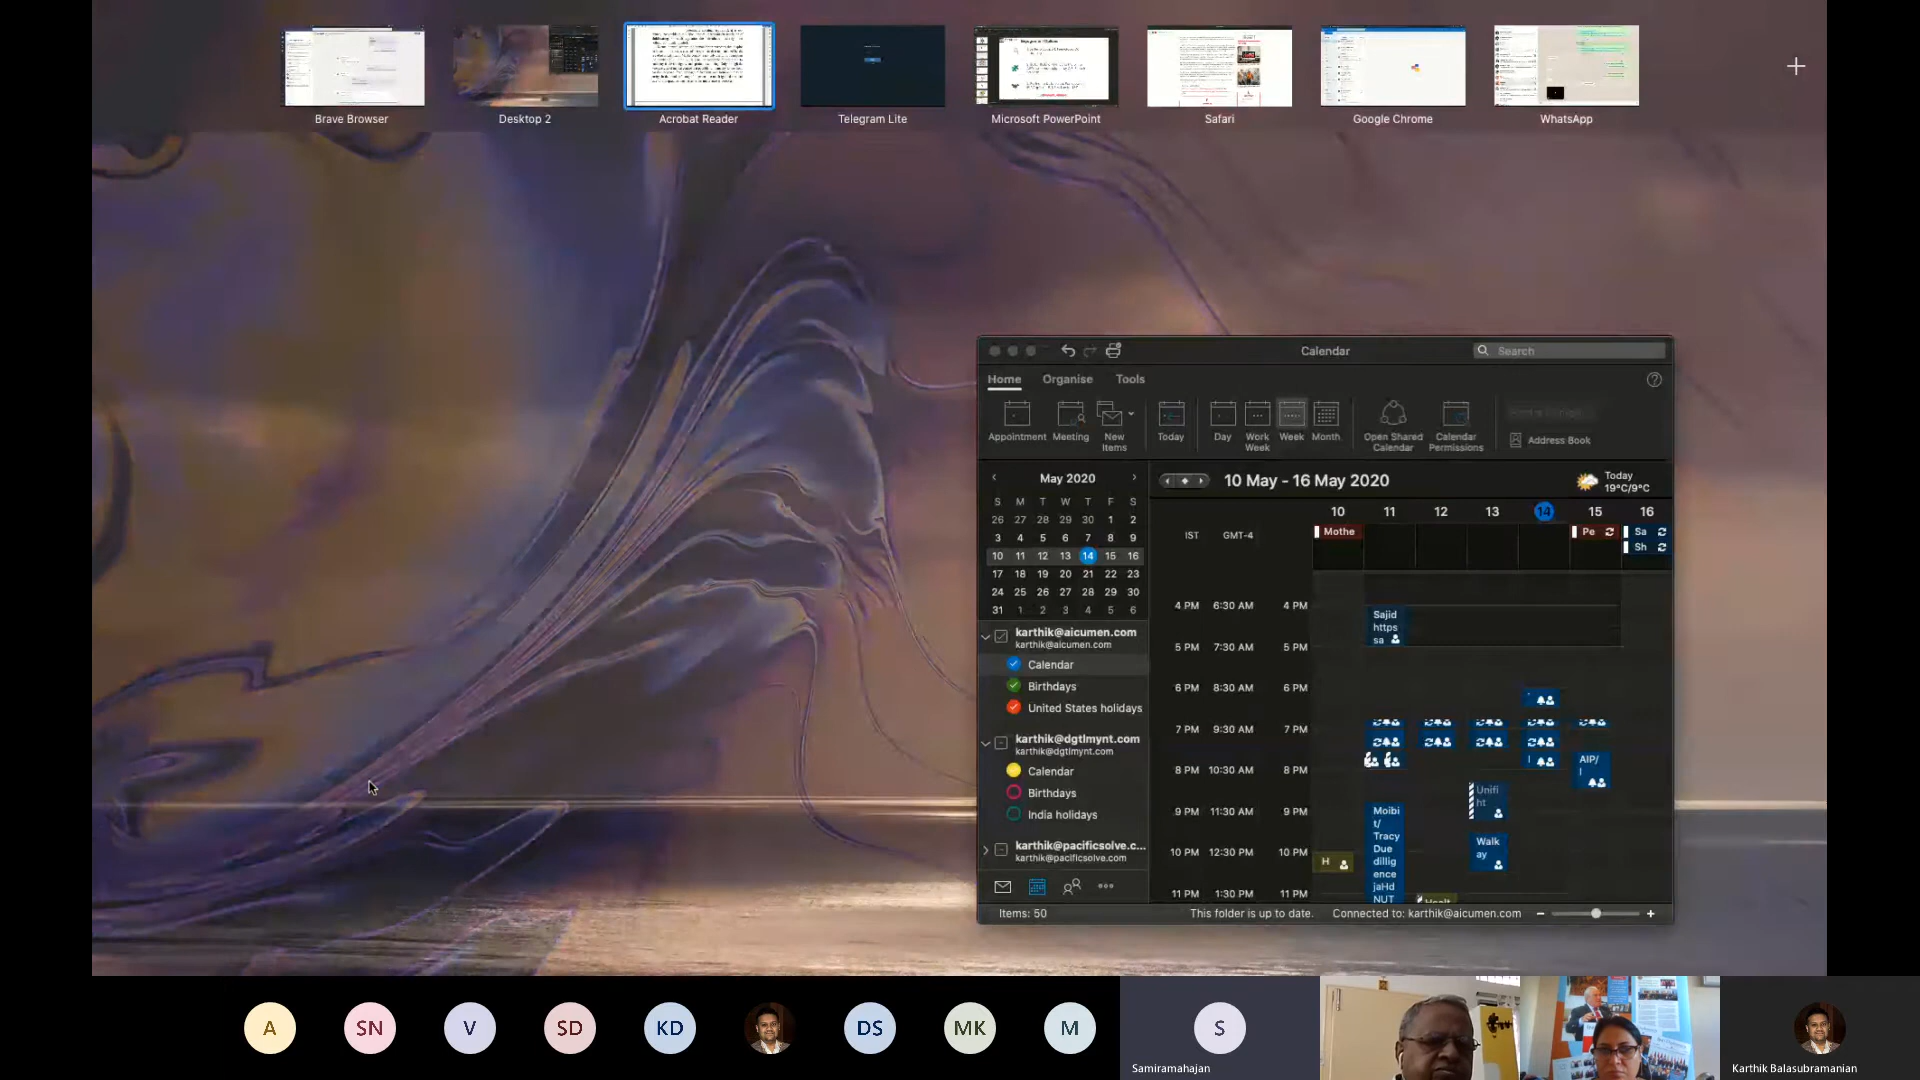 Brave Browser
Desktop 2
Acrobat Reader
Telegram Lite
Microsoft PowerPoint
Safari
Google Chrome
WhatsApp
Calendar
Search
Home
Organise
Tools
Appointment
Meeting
New Items
Today
Day
Work Week
Week
Month
Open Shared Calendar
Calendar Permissions
Address Book
May 2020
S M T W T F S
26 27 28 29 30 1 2
3 4 5 6 7 8 9
10 11 12 13 14 15 16
17 18 19 20 21 22 23
24 25 26 27 28 29 30
31 1 2 3 4 5 6
karthik@aicumen.com
karthik@aicumen.com
Calendar
Birthdays
United States holidays
karthik@dgtlmynt.com
karthik@dgtlmynt.com
Calendar
Birthdays
India holidays
karthik@pacificsolve.c...
karthik@pacificsolve.com
10 May - 16 May 2020
Today
19°C/9°C
10 11 12 13 14 15 16
IST GMT-4
Mothe
Pe
Sa
Sh
4 PM 6:30 AM 4 PM
Sajid
https
sa
5 PM 7:30 AM 5 PM
6 PM 8:30 AM 6 PM
7 PM 9:30 AM 7 PM
8 PM 10:30 AM 8 PM
AIP/
I
I
Unifi
ht
9 PM 11:30 AM 9 PM
Moibi
t/
Tracy
Due
dillig
ence
jaHd
NUT
Walk
ay
10 PM 12:30 PM 10 PM
H
11 PM 1:30 PM 11 PM
Items: 50
This folder is up to date.
Connected to: karthik@aicumen.com
A
SN
V
SD
KD
DS
MK
M
S
Samiramahajan
Karthik Balasubramanian